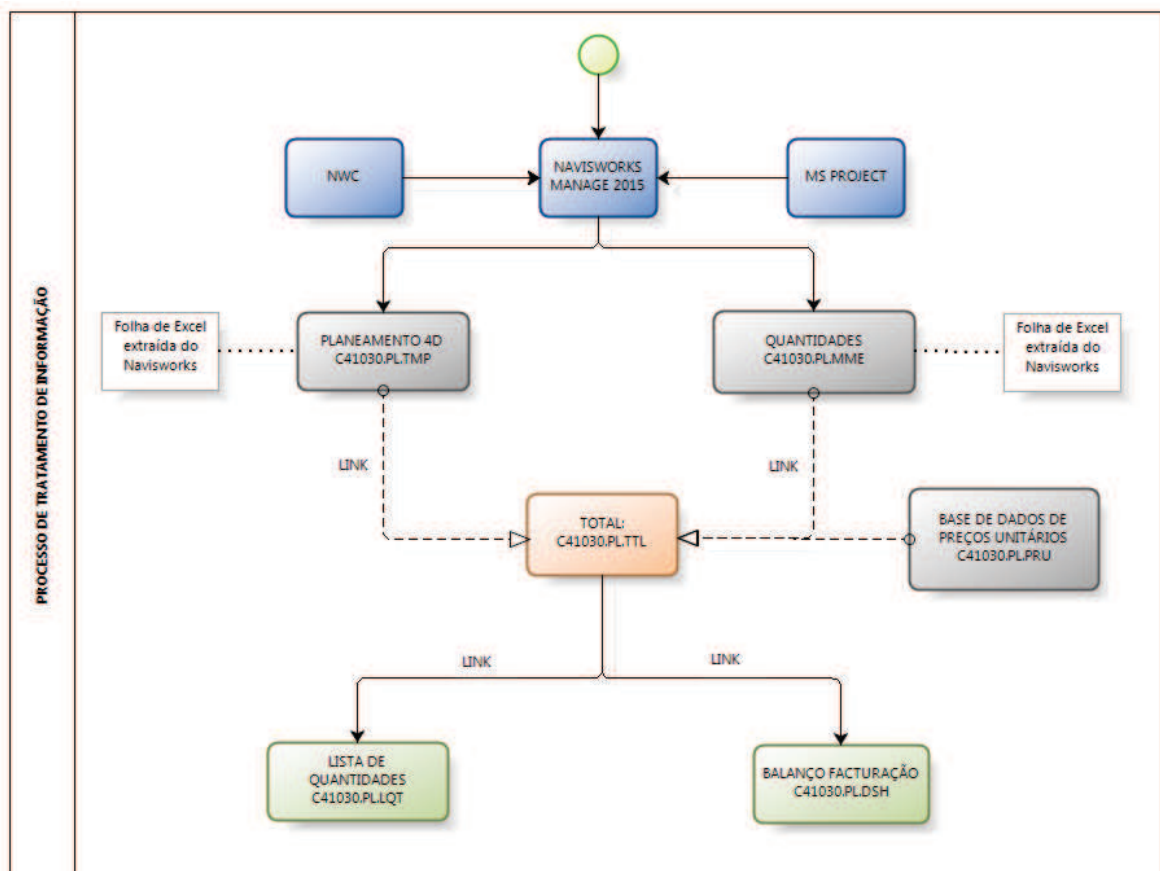 PROCESSO DE TRATAMENTO DE INFORMAÇÃO
NWC
NAVISWORKS
MANAGE 2015
MS PROJECT
Folha de Excel
extraída do
Navisworks
PLANEAMENTO 4D
C41030.PL.TMP
QUANTIDADES
C41030.PL.MME
Folha de Excel
extraída do
Navisworks
LINK
LINK
TOTAL:
C41030.PL.TTL
BASE DE DADOS DE
PREÇOS UNITÁRIOS
C41030.PL.PRU
LINK
LINK
LISTA DE
QUANTIDADES
C41030.PL.LQT
BALANÇO FACTURAÇÃO
C41030.PL.DSH